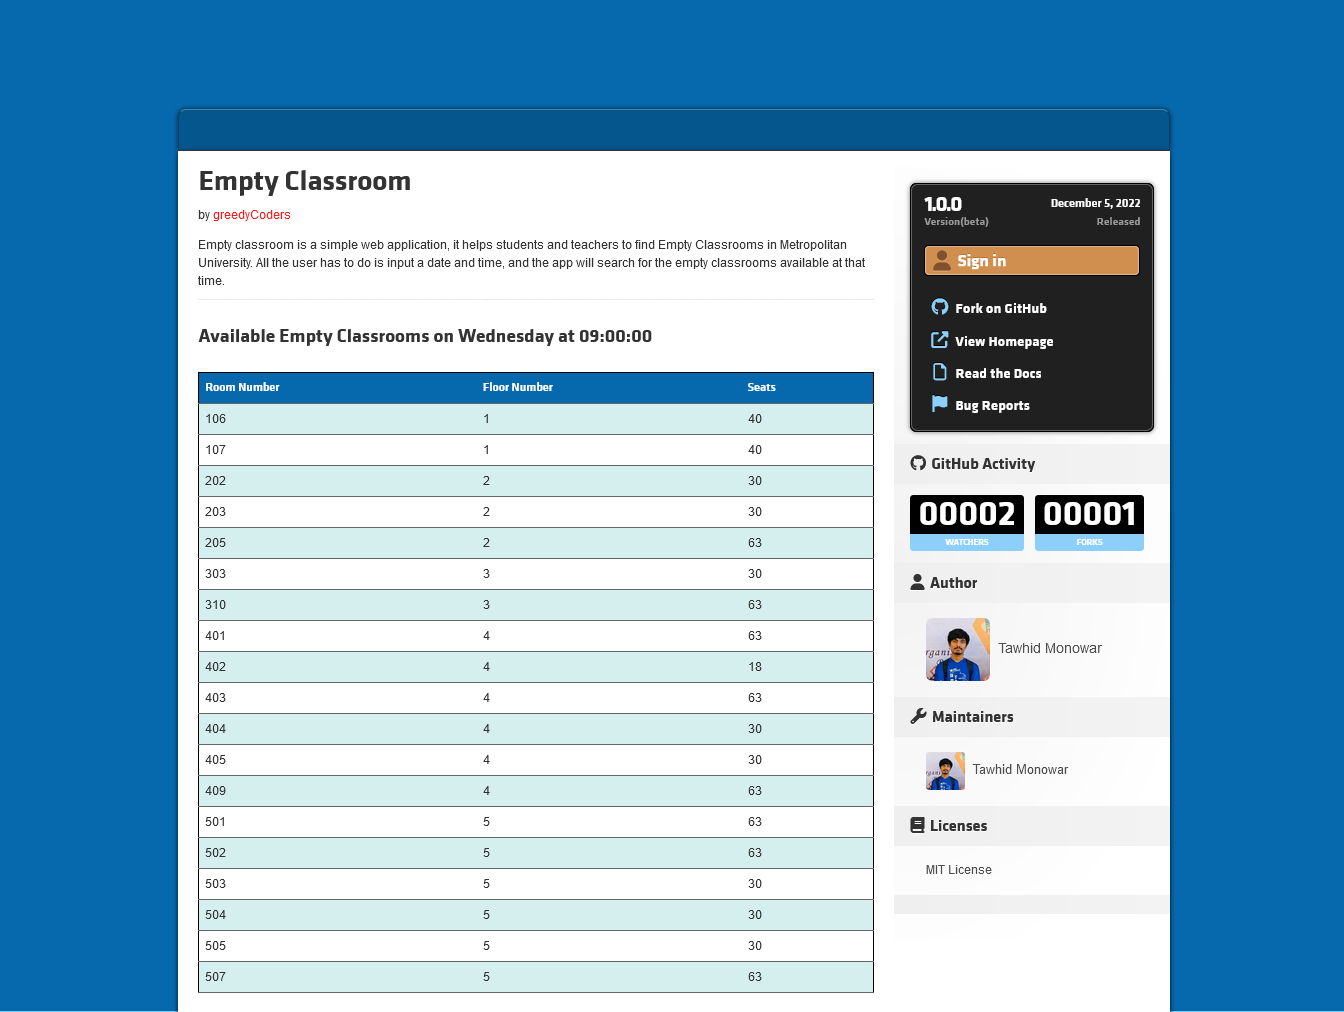 Empty Classroom
by greedyCoders
Empty classroom is a simple web application, it helps students and teachers to find Empty Classrooms in Metropolitan
University. All the user has to do is input a date and time, and the app will search for the empty classrooms available at that
time.
Available Empty Classrooms on Wednesday at 09:00:00
Room Number Floor Number Seats
106 1 40
107 1 40
202 2 30
203 2 30
205 2 63
303 3 30
310 3 63
401 4 63
402 4 18
403 4 63
404 4 30
405 4 30
409 4 63
501 5 63
502 5 63
503 5 30
504 5 30
505 5 30
507 5 63
1.0.0 December 5, 2022
Version(beta) Released
Sign in
Fork on GitHub
View Homepage
Read the Docs
Bug Reports
GitHub Activity
00002 00001
WATCHERS FORKS
Author
Tawhid Monowar
Maintainers
Tawhid Monowar
Licenses
MIT License